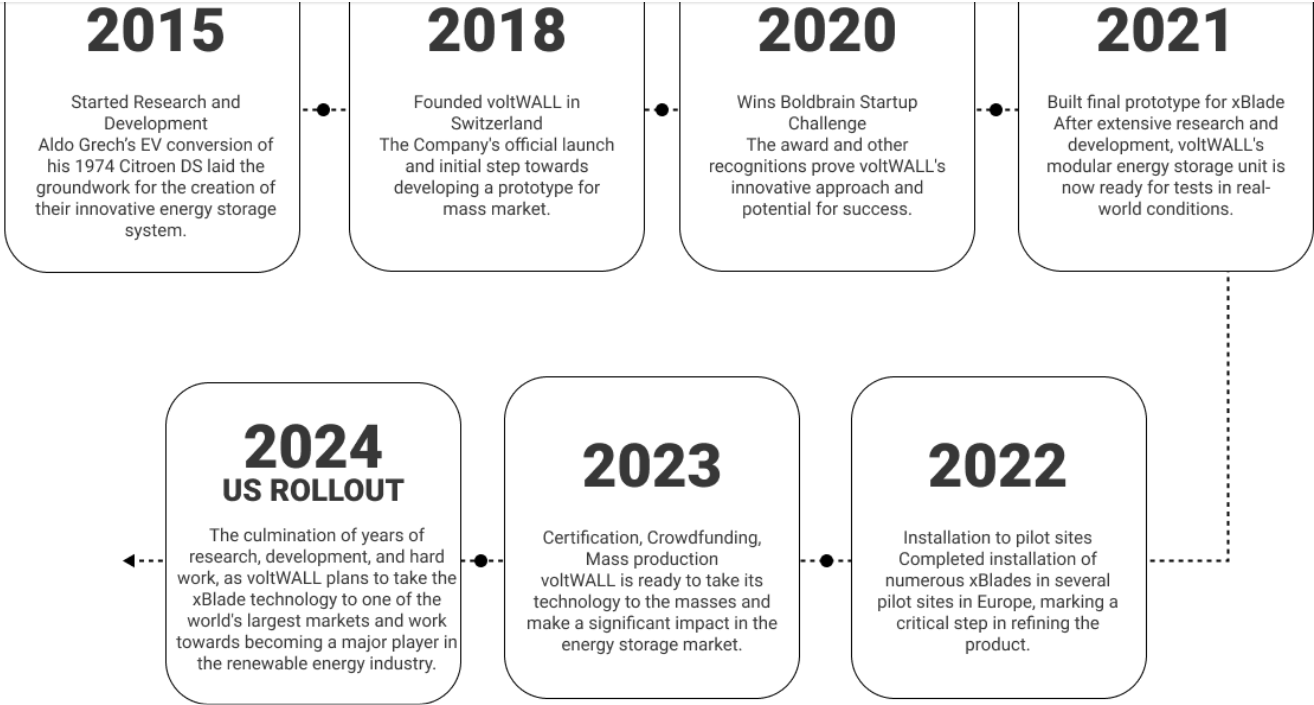 2015
Started Research and
Development
Aldo Grech's EV conversion of
his 1974 Citroen DS laid the
groundwork for the creation of
their innovative energy storage
system.
2018
Founded voltWALL in
Switzerland
The Company's official launch
and initial step towards
developing a prototype for
mass market.
2020
Wins Boldbrain Startup
Challenge
The award and other
recognitions prove voltWALL's
innovative approach and
potential for success.
2021
Built final prototype for xBlade
After extensive research and
development, voltWALL's
modular energy storage unit is
now ready for tests in real-
world conditions.
2022
Installation to pilot sites
Completed installation of
numerous xBlades in several
pilot sites in Europe, marking a
critical step in refining the
product.
2023
Certification, Crowdfunding,
Mass production
voltWALL is ready to take its
technology to the masses and
make a significant impact in the
energy storage market.
2024
US ROLLOUT
The culmination of years of
research, development, and hard
work, as voltWALL plans to take the
xBlade technology to one of the
world's largest markets and work
towards becoming a major player in
the renewable energy industry.